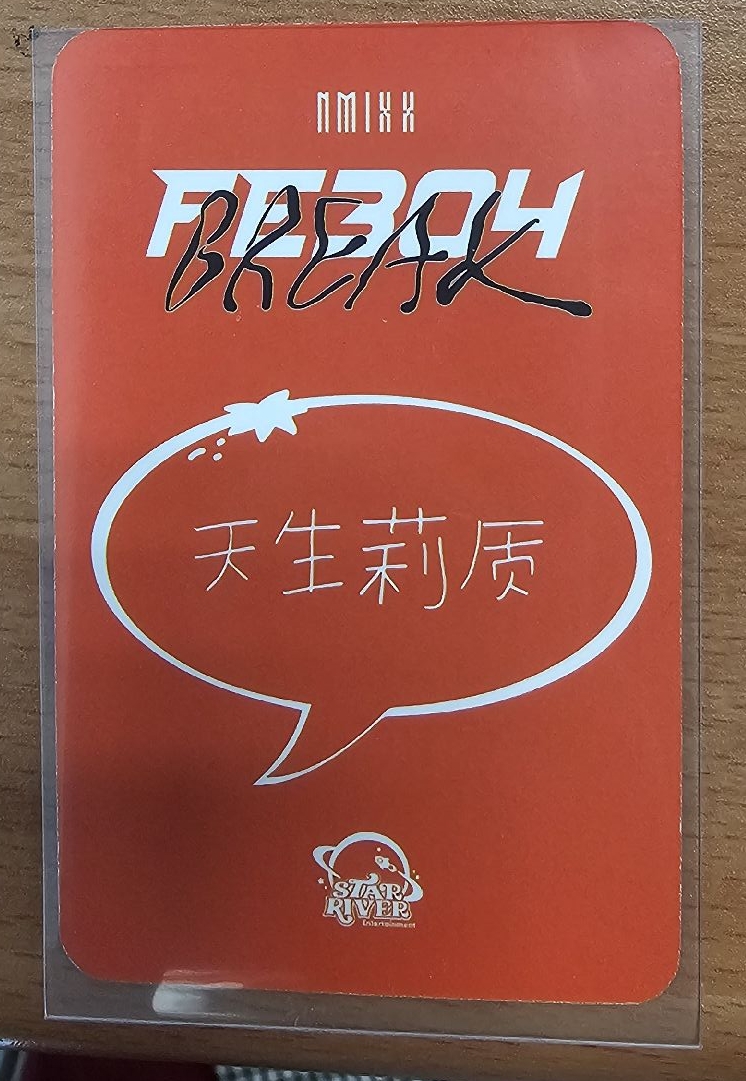 NMIXX
FE3O4
BREAK
天生莉质
STAR
RIVER
Entertainment